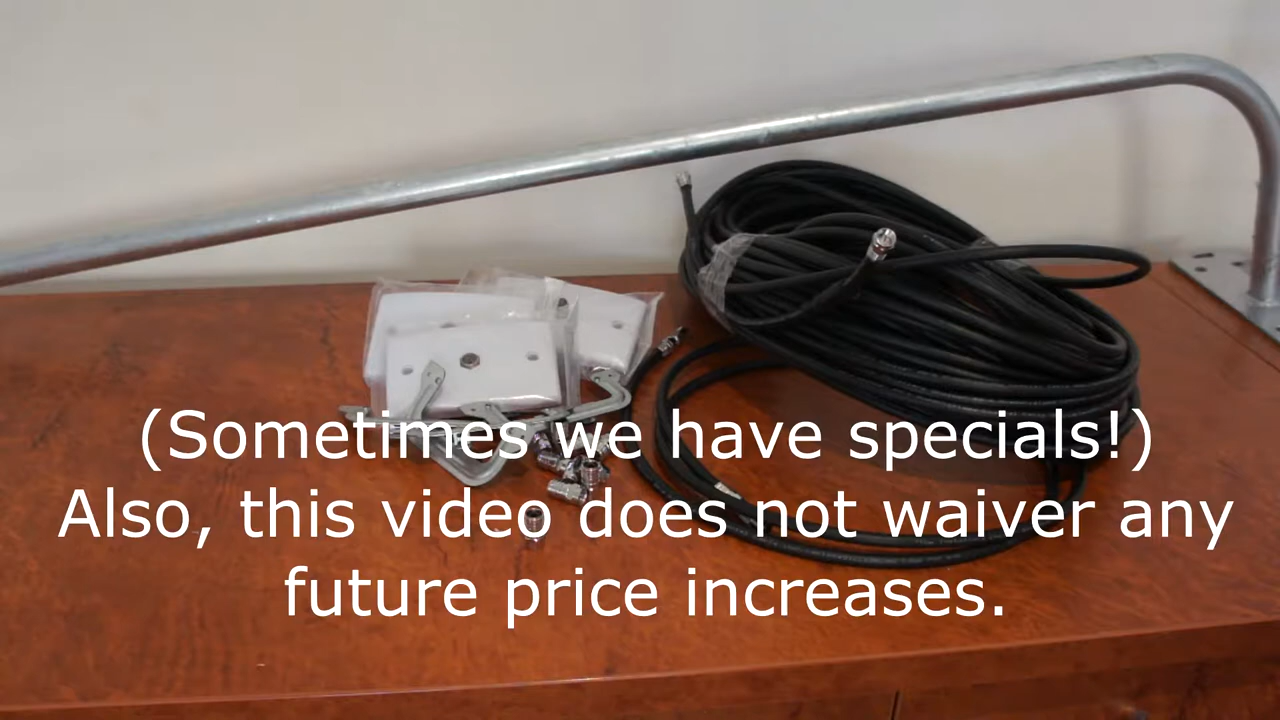 (Sometimes we have specials!)
Also, this video does not waiver any
future price increases.